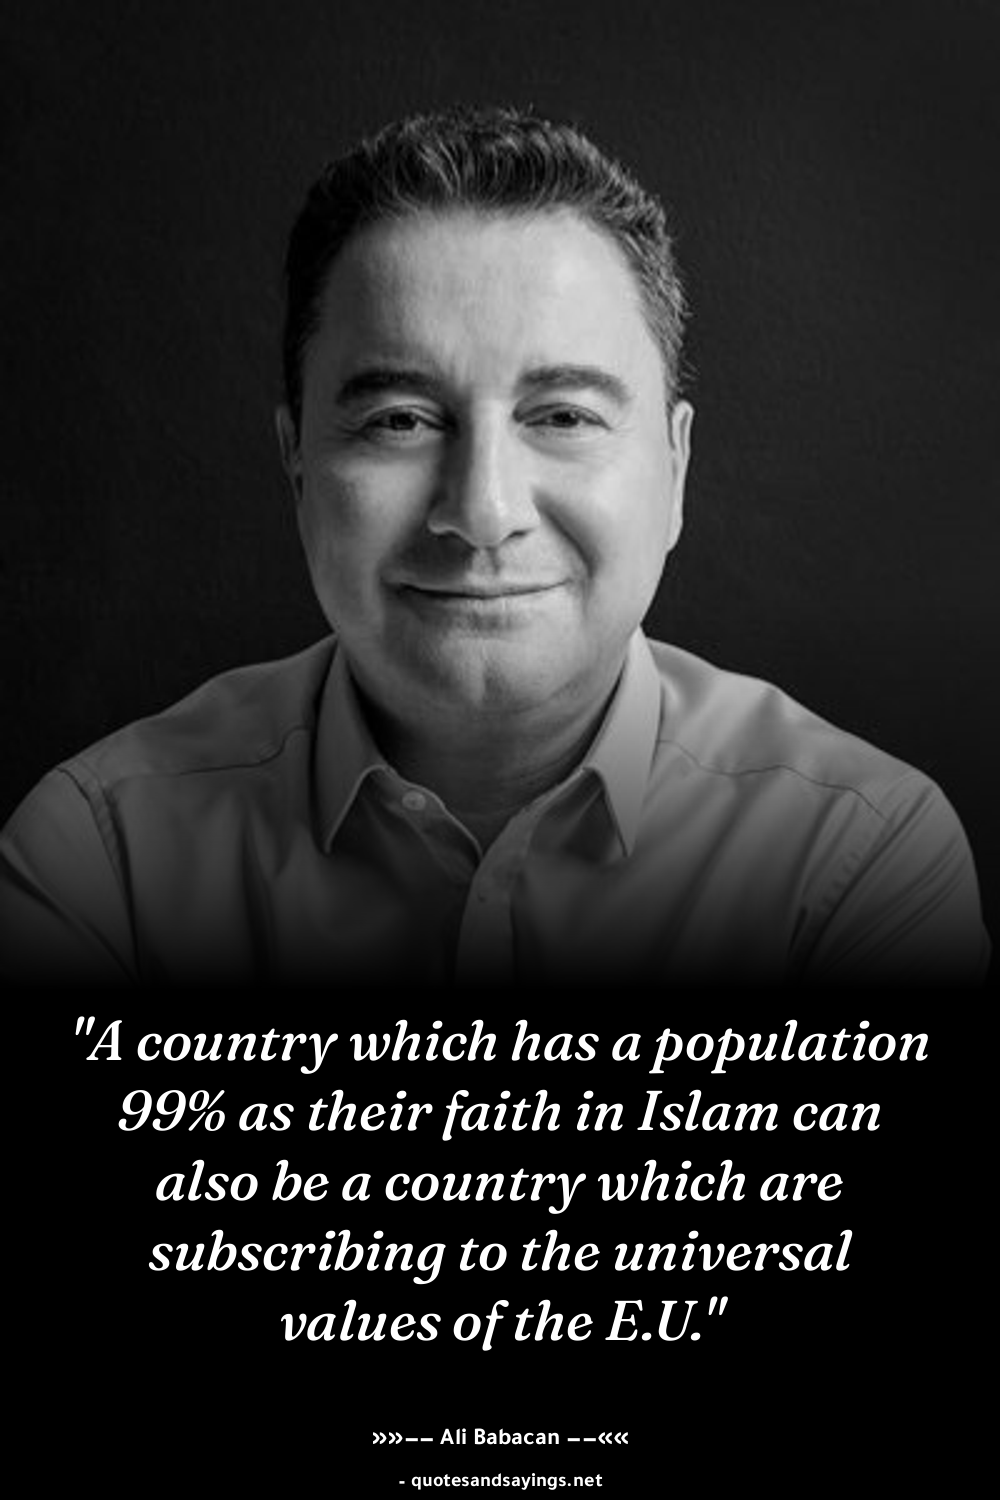 "A country which has a population
99% as their faith in Islam can
also be a country which are
subscribing to the universal
values of the E.U."
»»−− Ali Babacan −−««
- quotesandsayings.net